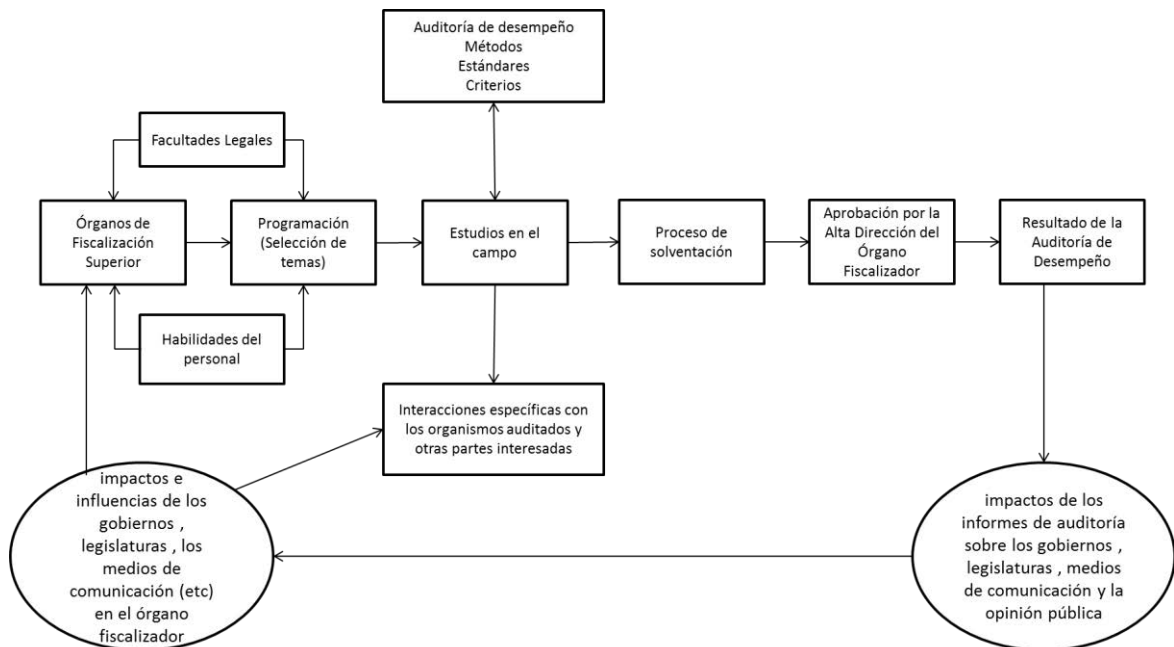 Auditoría de desempeño
Métodos
Estándares
Criterios
Facultades Legales
Órganos de
Fiscalización
Superior
Programación
(Selección de
temas)
Estudios en el
campo
Proceso de
solventación
Aprobación por la
Alta Dirección del
Órgano
Fiscalizador
Resultado de la
Auditoría de
Desempeño
Habilidades del
personal
Interacciones específicas con
los organismos auditados y
otras partes interesadas
impactos e
influencias de los
gobiernos ,
legislaturas , los
medios de
comunicación (etc)
en el órgano
fiscalizador
impactos de los
informes de auditoría
sobre los gobiernos ,
legislaturas , medios
de comunicación y la
opinión pública